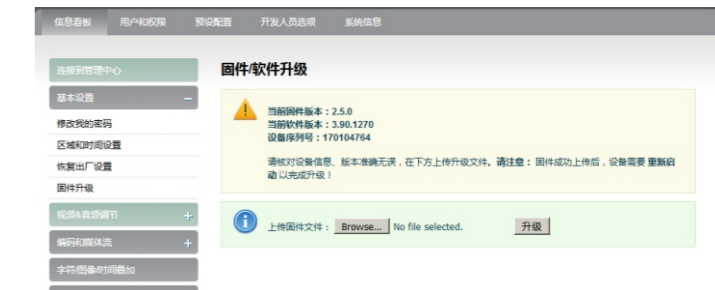 信息看板 用户和权限 预设配置 开发人员选项 系统信息
连接到管理中心
基本设置
修改我的密码
区域和时间设置
恢复出厂设置
固件升级
视频&音频调节
编码和媒体流
字符/图像/时间叠加
固件/软件升级
当前固件版本：2.5.0
当前软件版本：3.90.1270
设备序列号：170104764
请核对设备信息、版本准确无误，在下方上传升级文件。请注意：固件成功上传后，设备需要 重新启
动 以完成升级！
上传固件文件： Browse... No file selected. 升级